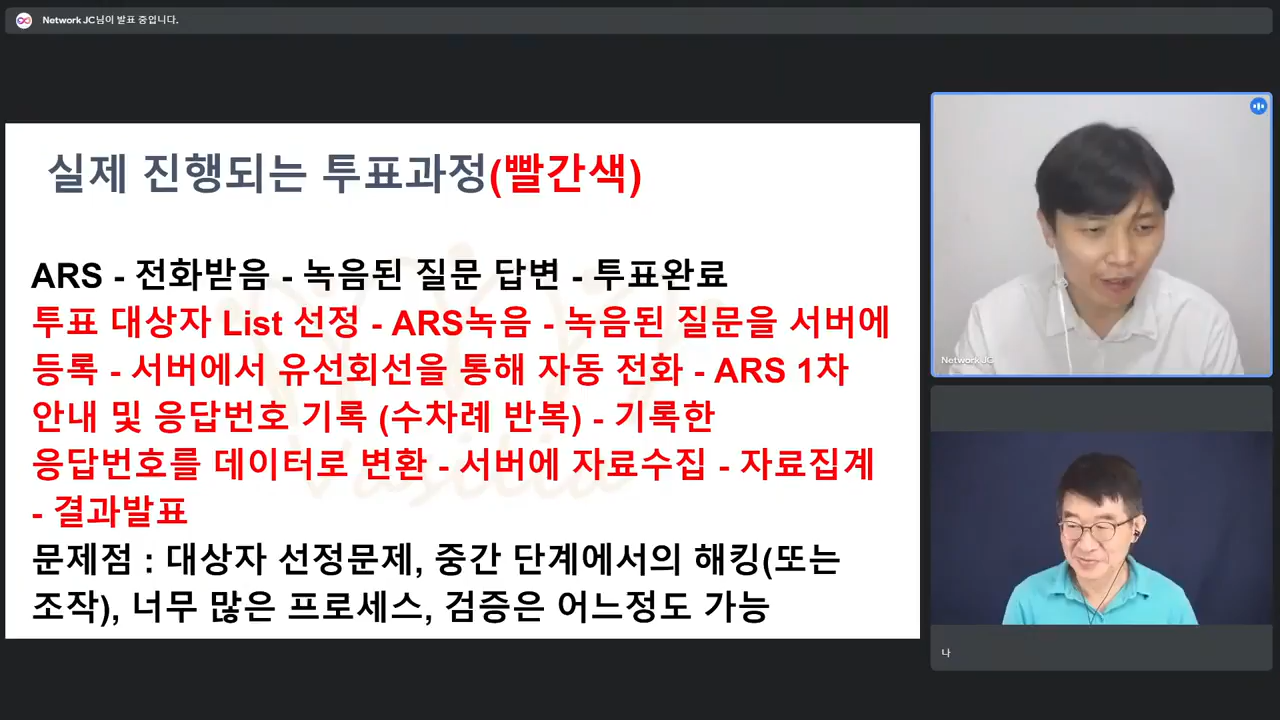 Network JC님이 발표 중입니다.
실제 진행되는 투표과정(빨간색)
ARS - 전화받음 - 녹음된 질문 답변 - 투표완료
투표 대상자 List 선정 - ARS녹음 - 녹음된 질문을 서버에
등록 - 서버에서 유선회선을 통해 자동 전화 - ARS 1차
안내 및 응답번호 기록 (수차례 반복) - 기록한
응답번호를 데이터로 변환 - 서버에 자료수집 - 자료집계
- 결과발표
문제점 : 대상자 선정문제, 중간 단계에서의 해킹(또는
조작), 너무 많은 프로세스, 검증은 어느정도 가능
Network JC
나